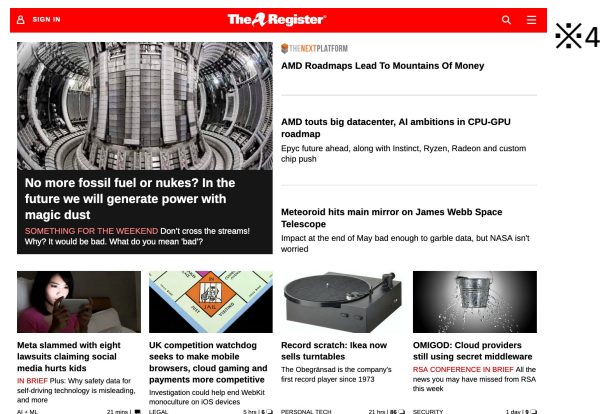 SIGN IN
The Register®
※4
THENEXTPLATFORM
AMD Roadmaps Lead To Mountains Of Money
AMD touts big datacenter, AI ambitions in CPU-GPU
roadmap
Epyc future ahead, along with Instinct, Ryzen, Radeon and custom
chip push
No more fossil fuel or nukes? In the
future we will generate power with
magic dust
SOMETHING FOR THE WEEKEND Don't cross the streams!
Why? It would be bad. What do you mean 'bad'?
Meteoroid hits main mirror on James Webb Space
Telescope
Impact at the end of May bad enough to garble data, but NASA isn't
worried
IN
JAIL
JUST
VISITING
Meta slammed with eight
lawsuits claiming social
media hurts kids
IN BRIEF Plus: Why safety data for
self-driving technology is misleading,
and more
AI + ML 21 mins |
UK competition watchdog
seeks to make mobile
browsers, cloud gaming and
payments more competitive
Investigation could help end WebKit
monoculture on iOS devices
LEGAL 5 hrs | 6
Record scratch: Ikea now
sells turntables
The Obegränsad is the company's
first record player since 1973
PERSONAL TECH 21 hrs | 86
OMIGOD: Cloud providers
still using secret middleware
RSA CONFERENCE IN BRIEF All the
news you may have missed from RSA
this week
SECURITY 1 day | 9